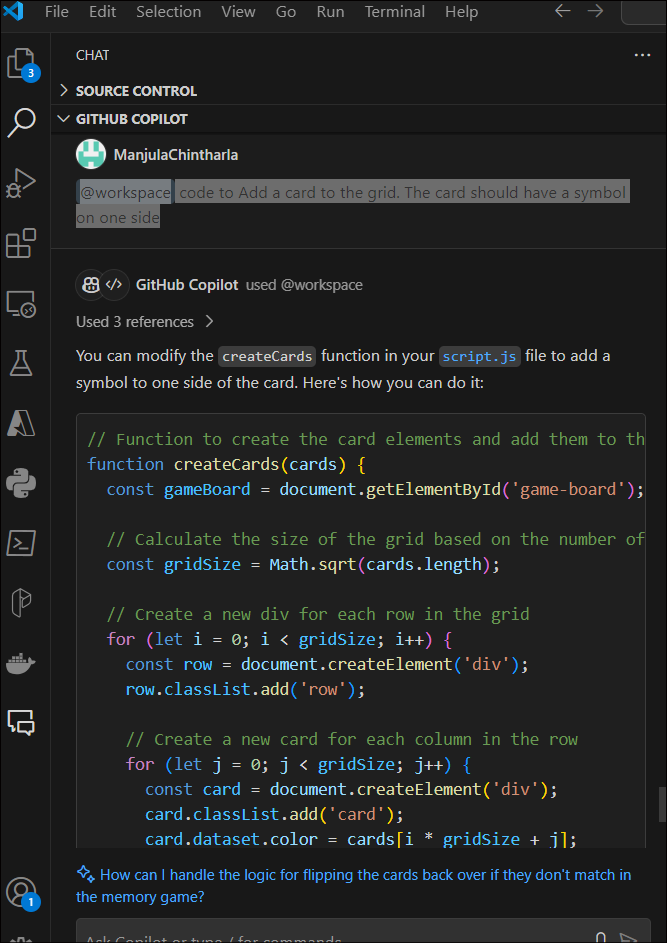 File Edit Selection View Go Run Terminal Help
CHAT
3
SOURCE CONTROL
GITHUB COPILOT
ManjulaChintharla
@workspace code to Add a card to the grid. The card should have a symbol
on one side
GitHub Copilot used @workspace
Used 3 references
You can modify the createCards function in your script.js file to add a
symbol to one side of the card. Here's how you can do it:
// Function to create the card elements and add them to th
function createCards(cards) {
const gameBoard = document.getElementById('game-board');
// Calculate the size of the grid based on the number of
const gridSize = Math.sqrt(cards.length);
// Create a new div for each row in the grid
for (let i = 0; i < gridSize; i++) {
const row = document.createElement('div');
row.classList.add('row');
// Create a new card for each column in the row
for (let j = 0; j < gridSize; j++) {
const card = document.createElement('div');
card.classList.add('card');
card.dataset.color = cards[i * gridSize + j];
How can I handle the logic for flipping the cards back over if they don't match in
the memory game?
1
Ask Copilot or type / for commands